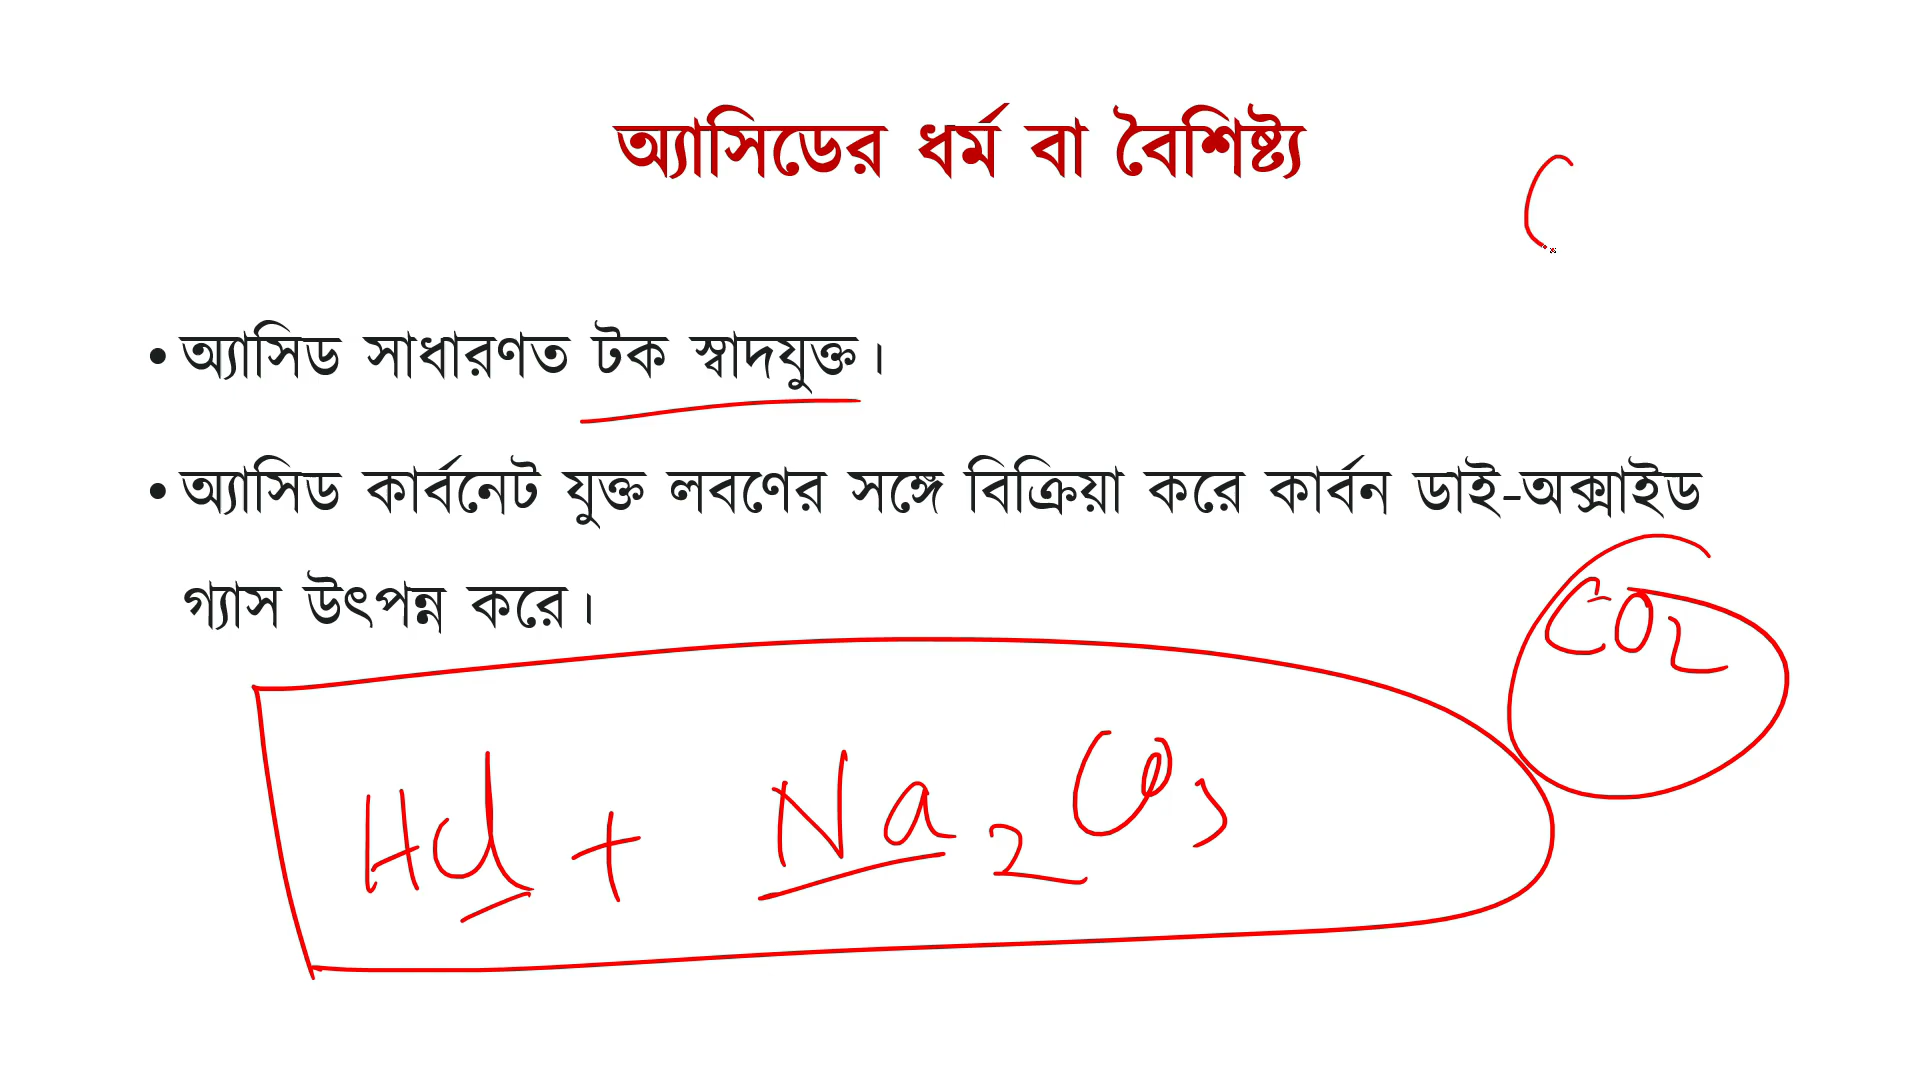 অ্যাসিডের ধর্ম বা বৈশিষ্ট্য
• অ্যাসিড সাধারণত টক স্বাদযুক্ত।
• অ্যাসিড কার্বনেট যুক্ত লবণের সঙ্গে বিক্রিয়া করে কার্বন ডাই-অক্সাইড
গ্যাস উৎপন্ন করে।
CO2
HCl + Na2CO3